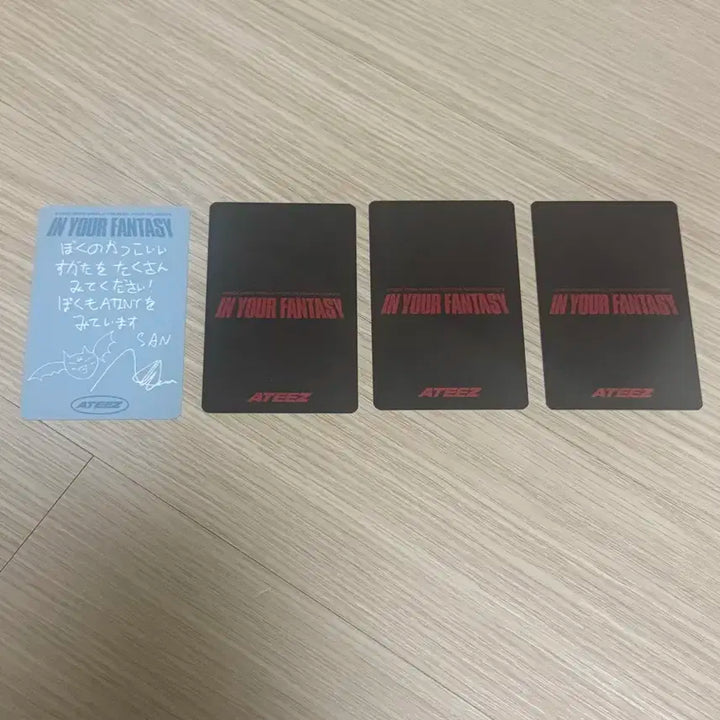 IN YOUR FANTASY
ぼくのかっこいい
すがたを たくさん
みてください!
ぼくもATINYを
みています
SAN
ATEEZ
IN YOUR FANTASY
ATEEZ
IN YOUR FANTASY
ATEEZ
IN YOUR FANTASY
ATEEZ